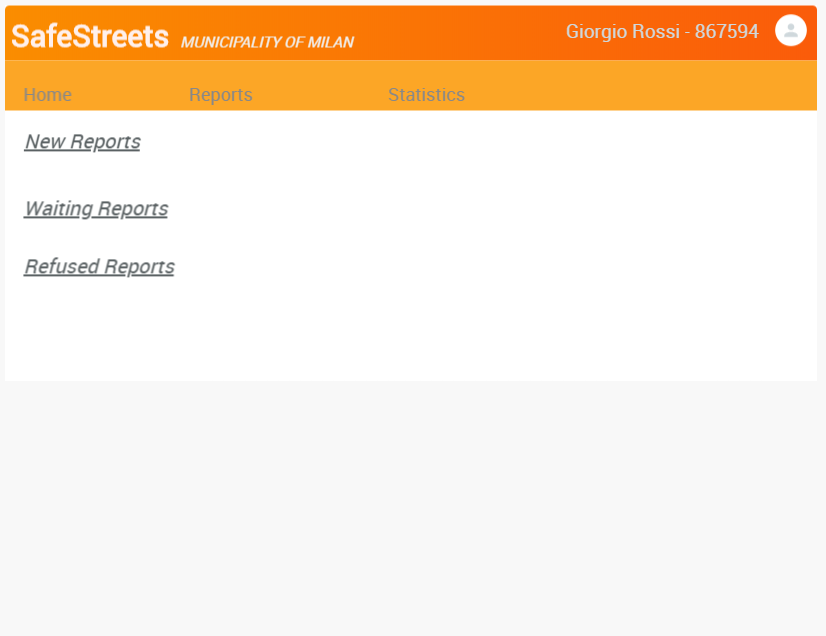 SafeStreets MUNICIPALITY OF MILAN Giorgio Rossi - 867594
Home Reports Statistics
New Reports
Waiting Reports
Refused Reports